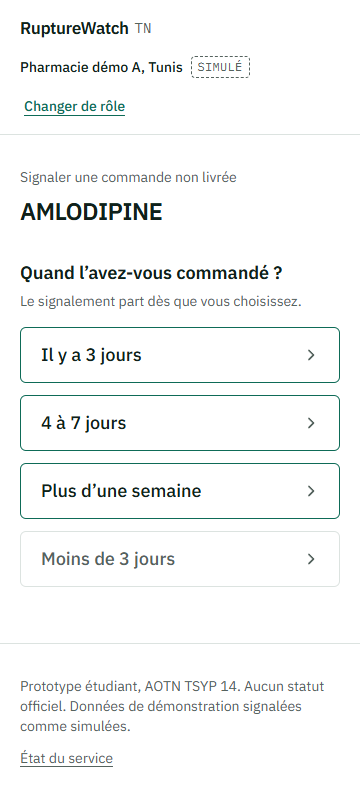 RuptureWatch TN
Pharmacie démo A, Tunis SIMULÉ
Changer de rôle
Signaler une commande non livrée
AMLODIPINE
Quand l’avez-vous commandé ?
Le signalement part dès que vous choisissez.
Il y a 3 jours
4 à 7 jours
Plus d’une semaine
Moins de 3 jours
Prototype étudiant, AOTN TSYP 14. Aucun statut
officiel. Données de démonstration signalées
comme simulées.
État du service